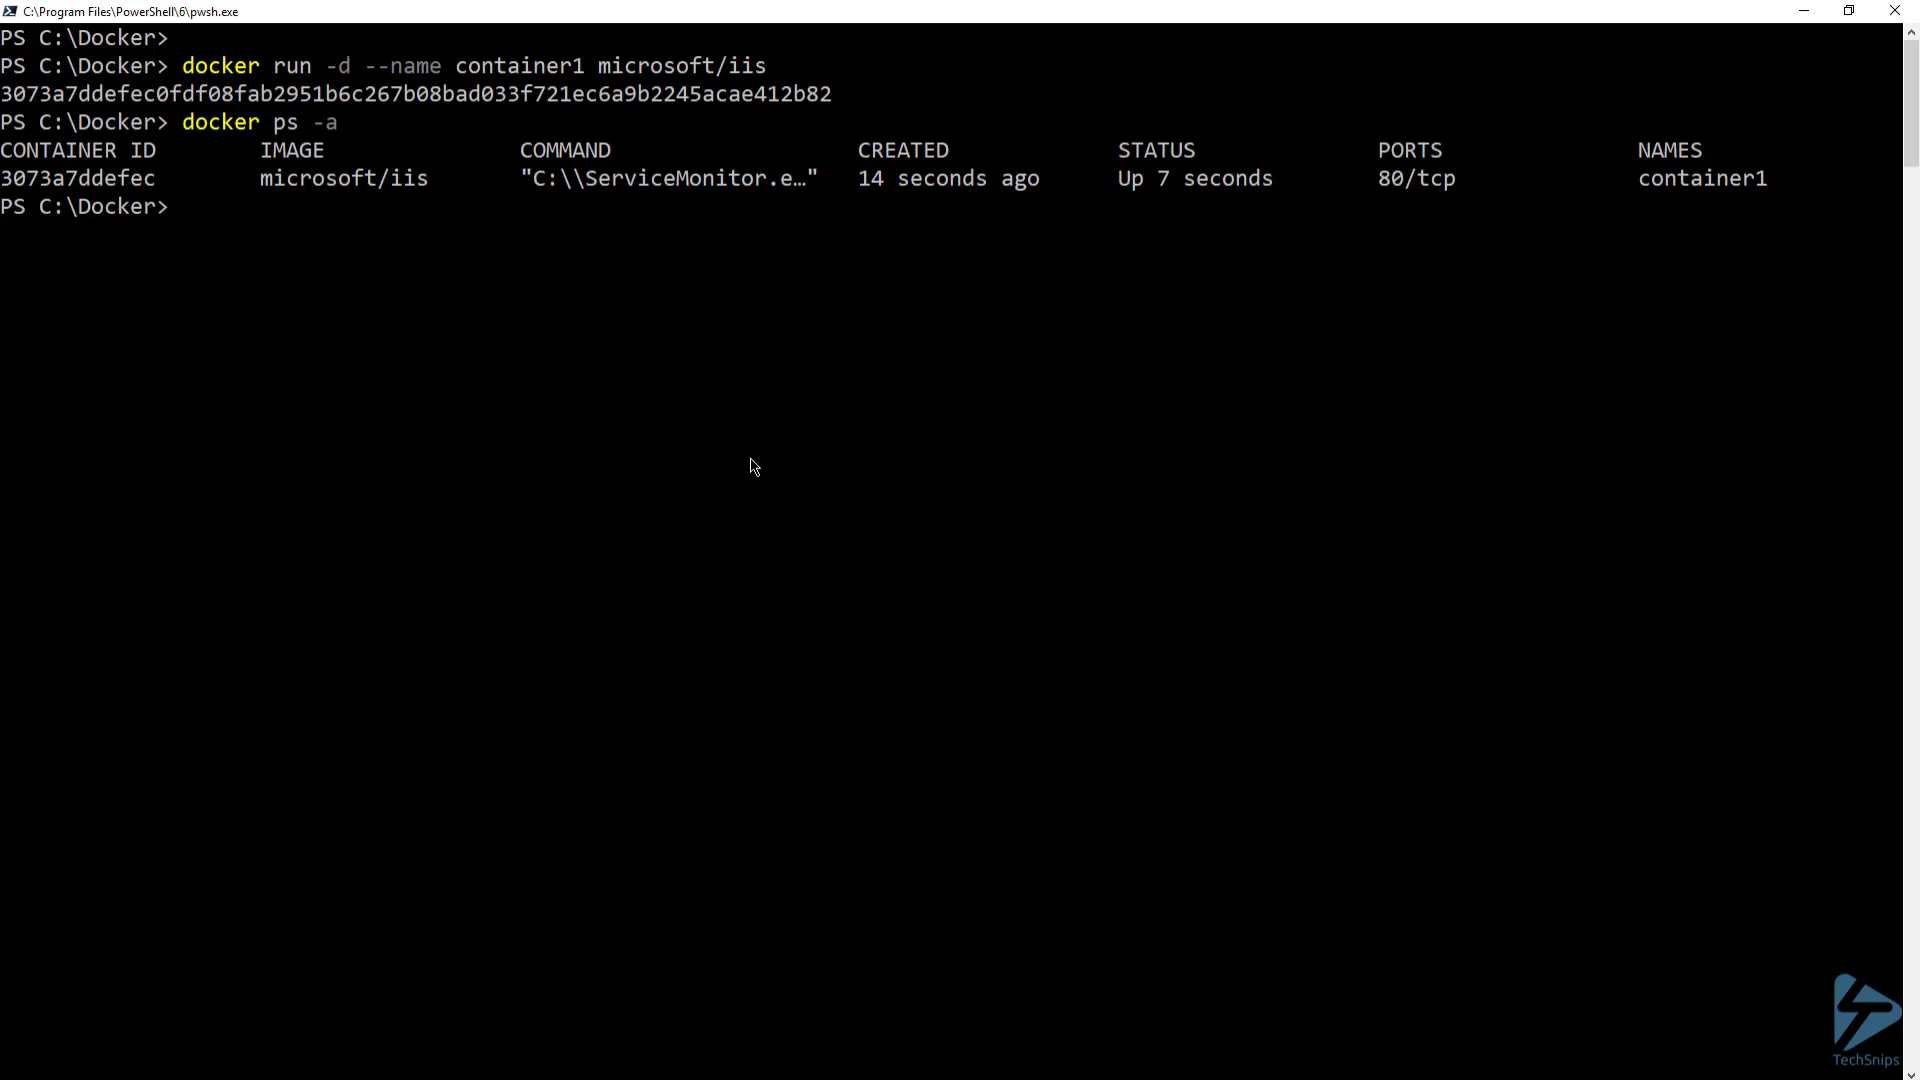 C:\Program Files\PowerShell\6\pwsh.exe
PS C:\Docker>
PS C:\Docker> docker run -d --name container1 microsoft/iis
3073a7ddefec0fdf08fab2951b6c267b08bad033f721ec6a9b2245acae412b82
PS C:\Docker> docker ps -a
CONTAINER ID        IMAGE               COMMAND                   CREATED             STATUS              PORTS               NAMES
3073a7ddefec        microsoft/iis       "C:\\ServiceMonitor.e…"   14 seconds ago      Up 7 seconds        80/tcp              container1
PS C:\Docker>
TechSnips